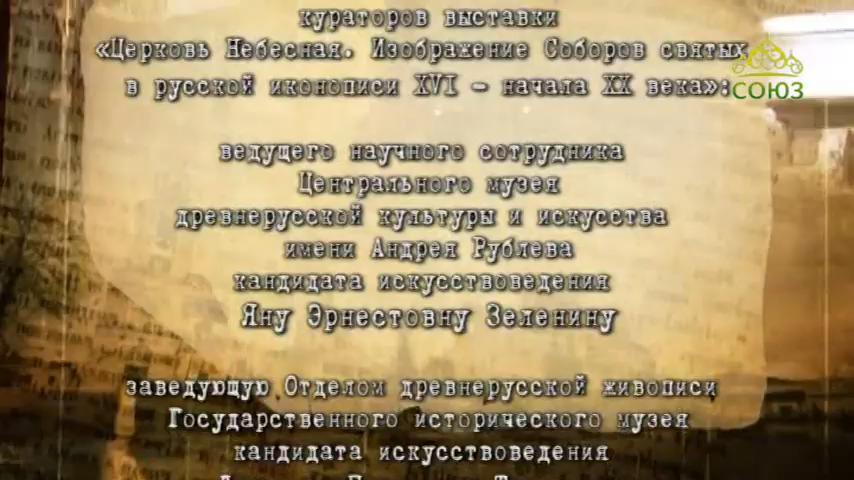 кураторов выставки
«Церковь Небесная. Изображение Соборов святых
в русской иконописи XVI – начала XX века»:
СОЮЗ
ведущего научного сотрудника
Центрального музея
древнерусской культуры и искусства
имени Андрея Рублева
кандидата искусствоведения
Яну Эрнестовну Зеленину
заведующую Отделом древнерусской живописи
Государственного исторического музея
кандидата искусствоведения